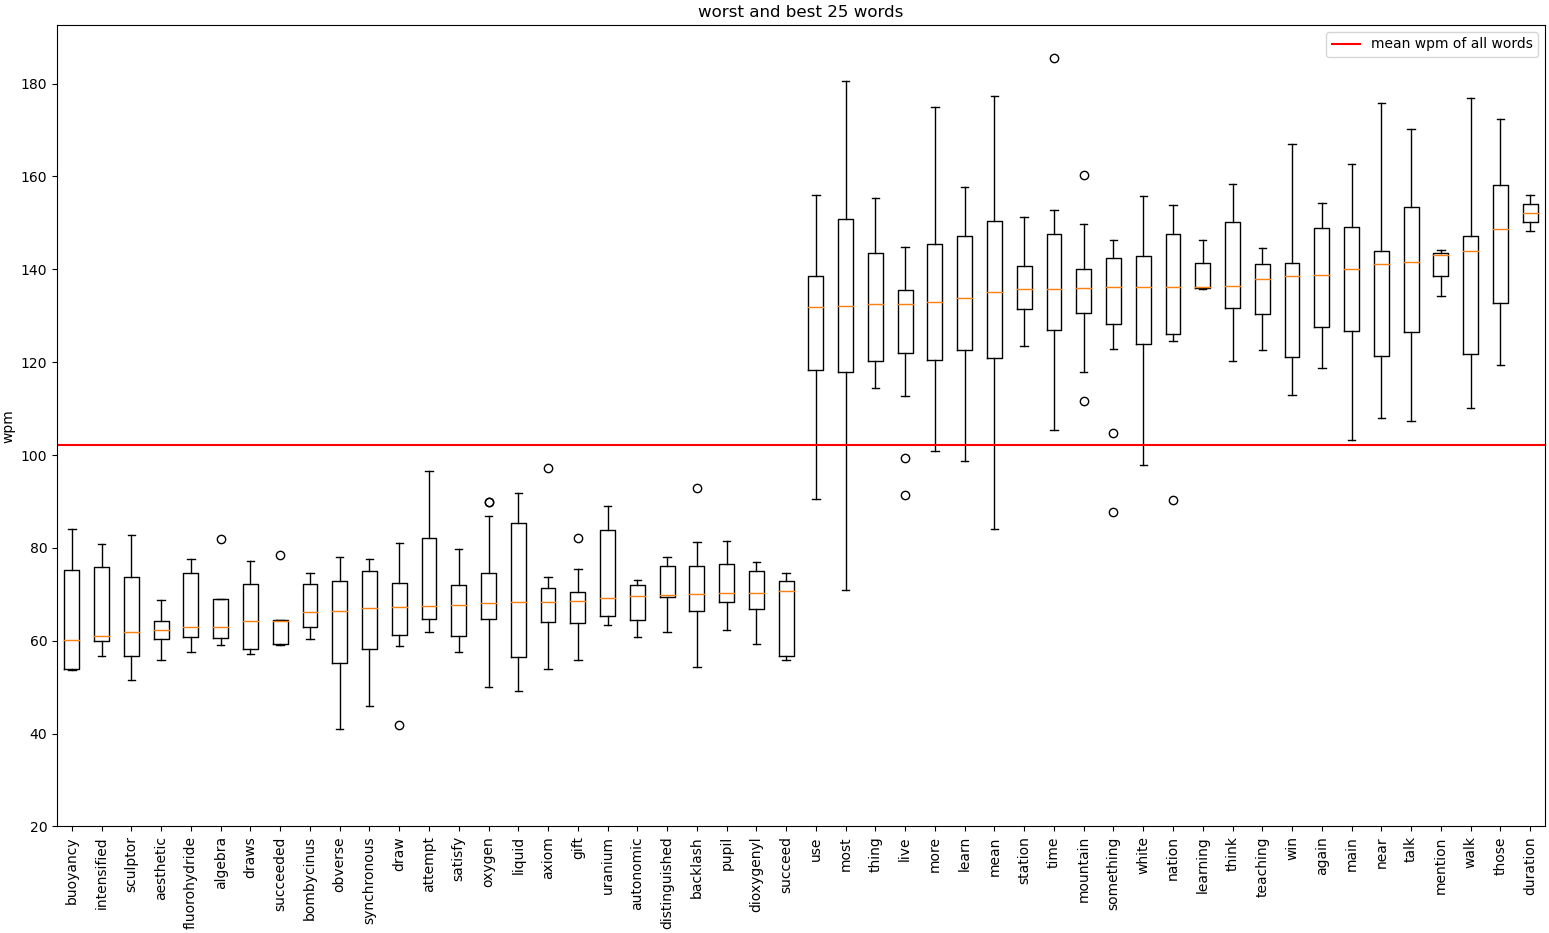 worst and best 25 words
mean wpm of all words
wpm
180
160
140
120
100
80
60
40
20
buoyancy
intensified
sculptor
aesthetic
fluorohydride
algebra
draws
succeeded
bombycinus
obverse
synchronous
draw
attempt
satisfy
oxygen
liquid
axiom
gift
uranium
autonomic
distinguished
backlash
pupil
dioxygenyl
succeed
use
most
thing
live
more
learn
mean
station
time
mountain
something
white
nation
learning
think
teaching
win
again
main
near
talk
mention
walk
those
duration